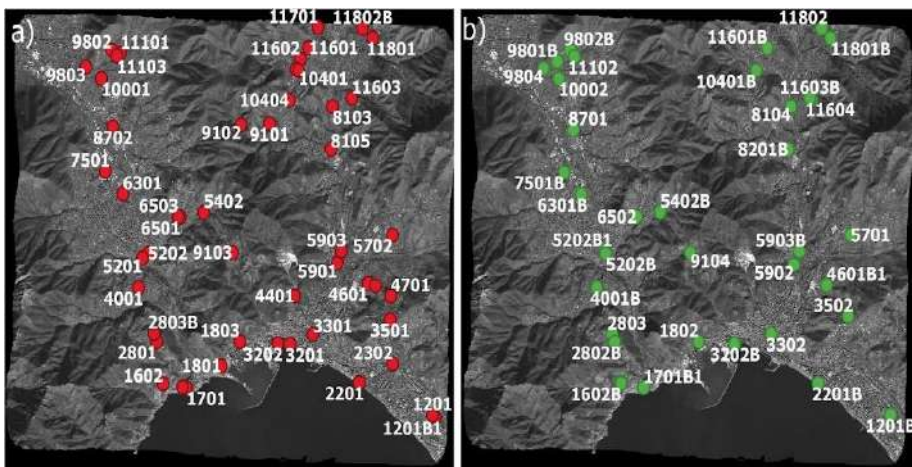 a)
11701 11802B
9802 11101 11602 11601 11801
9803 11103 10401
10001 10404 11603
8103
8702 9102 9101 8105
7501
6301
6503 5402
6501
5202 9103 5903 5702
5201 5901
4001 4401 4601 4701
2803B 1803 3301 3501
2801 3202 3201
1801 2302
1602 1701 2201
1201
1201B1
b)
11802
9801B 9802B 11601B 11801B
9804 11102 10401B
10002 11603B
8104 11604
8701 8201B
7501B
6301B
6502 5402B
5202B1 5903B 5701
5202B 9104 5902
4001B 4601B1
3502
2803 1802 3302
2802B 3202B
1602B 1701B1 2201B
1201B